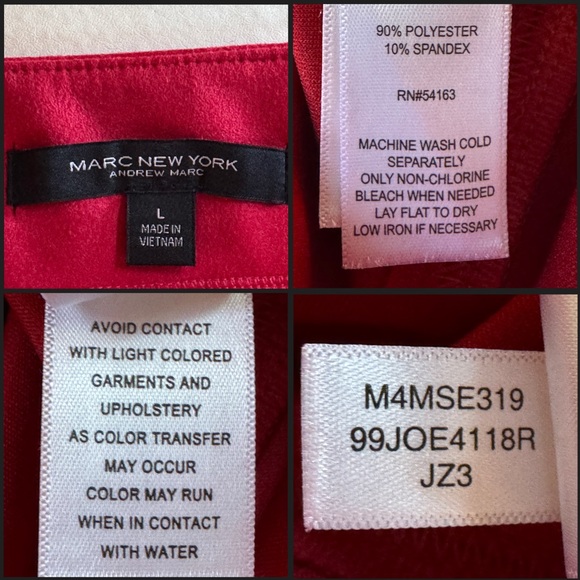 MARC NEW YORK
ANDREW MARC
L
MADE IN
VIETNAM
90% POLYESTER
10% SPANDEX
RN#54163
MACHINE WASH COLD
SEPARATELY
ONLY NON-CHLORINE
BLEACH WHEN NEEDED
LAY FLAT TO DRY
LOW IRON IF NECESSARY
AVOID CONTACT
WITH LIGHT COLORED
GARMENTS AND
UPHOLSTERY
AS COLOR TRANSFER
MAY OCCUR
COLOR MAY RUN
WHEN IN CONTACT
WITH WATER
M4MSE319
99JOE4118R
JZ3